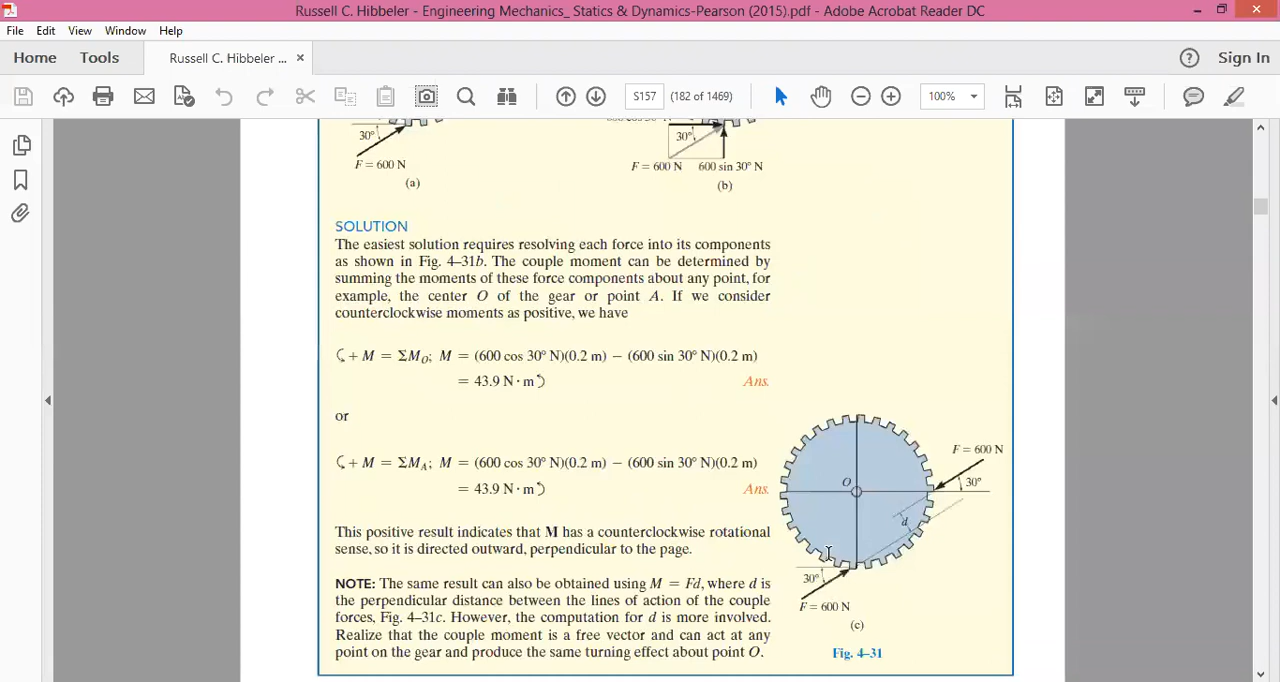 Russell C. Hibbeler - Engineering Mechanics_ Statics & Dynamics-Pearson (2015).pdf - Adobe Acrobat Reader DC
File Edit View Window Help
Home Tools Russell C. Hibbeler ... × Sign In
S157 (182 of 1469) 100%
30° 30°
F = 600 N F = 600 N 600 sin 30° N
(a) (b)
SOLUTION
The easiest solution requires resolving each force into its components
as shown in Fig. 4–31b. The couple moment can be determined by
summing the moments of these force components about any point, for
example, the center O of the gear or point A. If we consider
counterclockwise moments as positive, we have
↺+ M = ΣM_O; M = (600 cos 30° N)(0.2 m) − (600 sin 30° N)(0.2 m)
= 43.9 N·m↺ Ans.
or
↺+ M = ΣM_A; M = (600 cos 30° N)(0.2 m) − (600 sin 30° N)(0.2 m)
= 43.9 N·m↺ Ans.
This positive result indicates that M has a counterclockwise rotational
sense, so it is directed outward, perpendicular to the page.
NOTE: The same result can also be obtained using M = Fd, where d is
the perpendicular distance between the lines of action of the couple
forces, Fig. 4–31c. However, the computation for d is more involved.
Realize that the couple moment is a free vector and can act at any
point on the gear and produce the same turning effect about point O.
F = 600 N
O
30°
d
30°
F = 600 N
(c)
Fig. 4–31